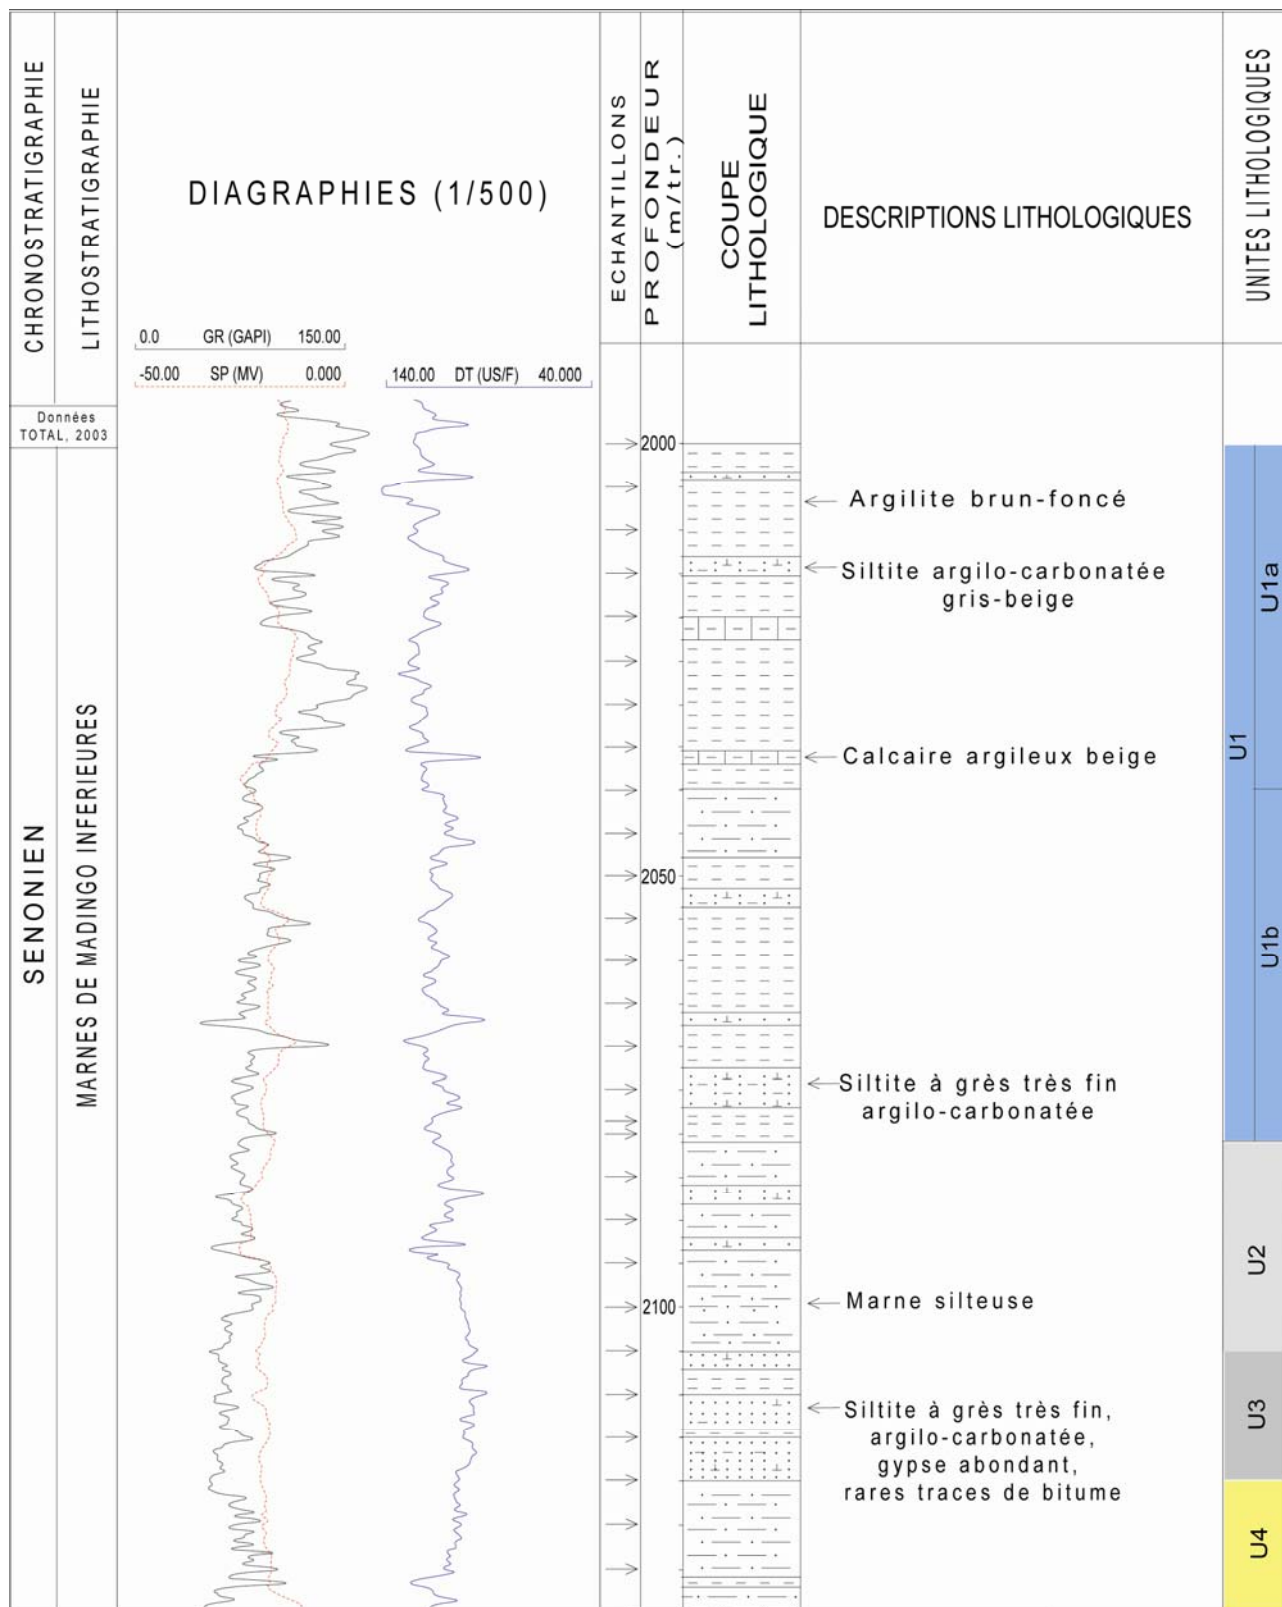 CHRONOSTRATIGRAPHIE
LITHOSTRATIGRAPHIE
DIAGRAPHIES (1/500)
ECHANTILLONS
PROFONDEUR
(m/tr.)
COUPE
LITHOLOGIQUE
DESCRIPTIONS LITHOLOGIQUES
UNITES LITHOLOGIQUES
0.0 GR (GAPI) 150.00
-50.00 SP (MV) 0.000
140.00 DT (US/F) 40.000
Données
TOTAL, 2003
SENONIEN
MARNES DE MADINGO INFERIEURES
2000
Argilite brun-foncé
Siltite argilo-carbonatée
gris-beige
U1a
U1
Calcaire argileux beige
2050
U1b
Siltite à grès très fin
argilo-carbonatée
U2
2100
Marne silteuse
Siltite à grès très fin,
argilo-carbonatée,
gypse abondant,
rares traces de bitume
U3
U4